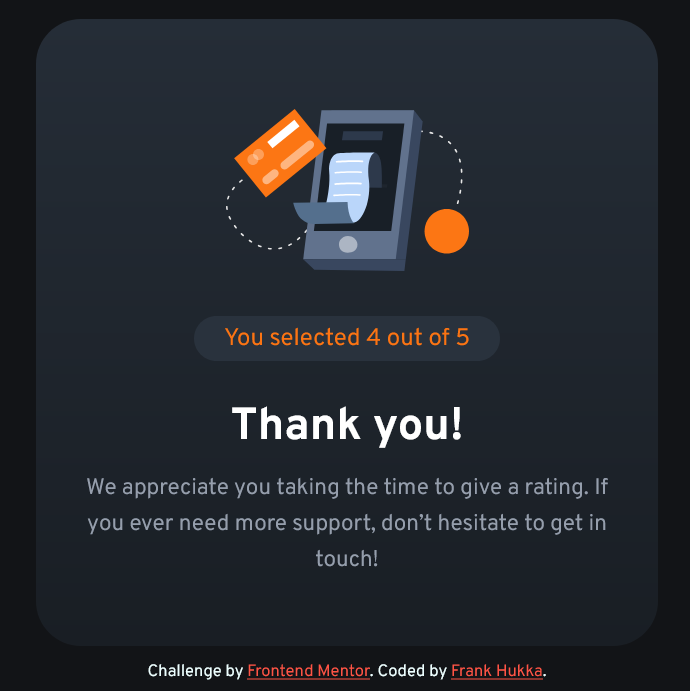 You selected 4 out of 5
Thank you!
We appreciate you taking the time to give a rating. If
you ever need more support, don’t hesitate to get in
touch!
Challenge by Frontend Mentor. Coded by Frank Hukka.